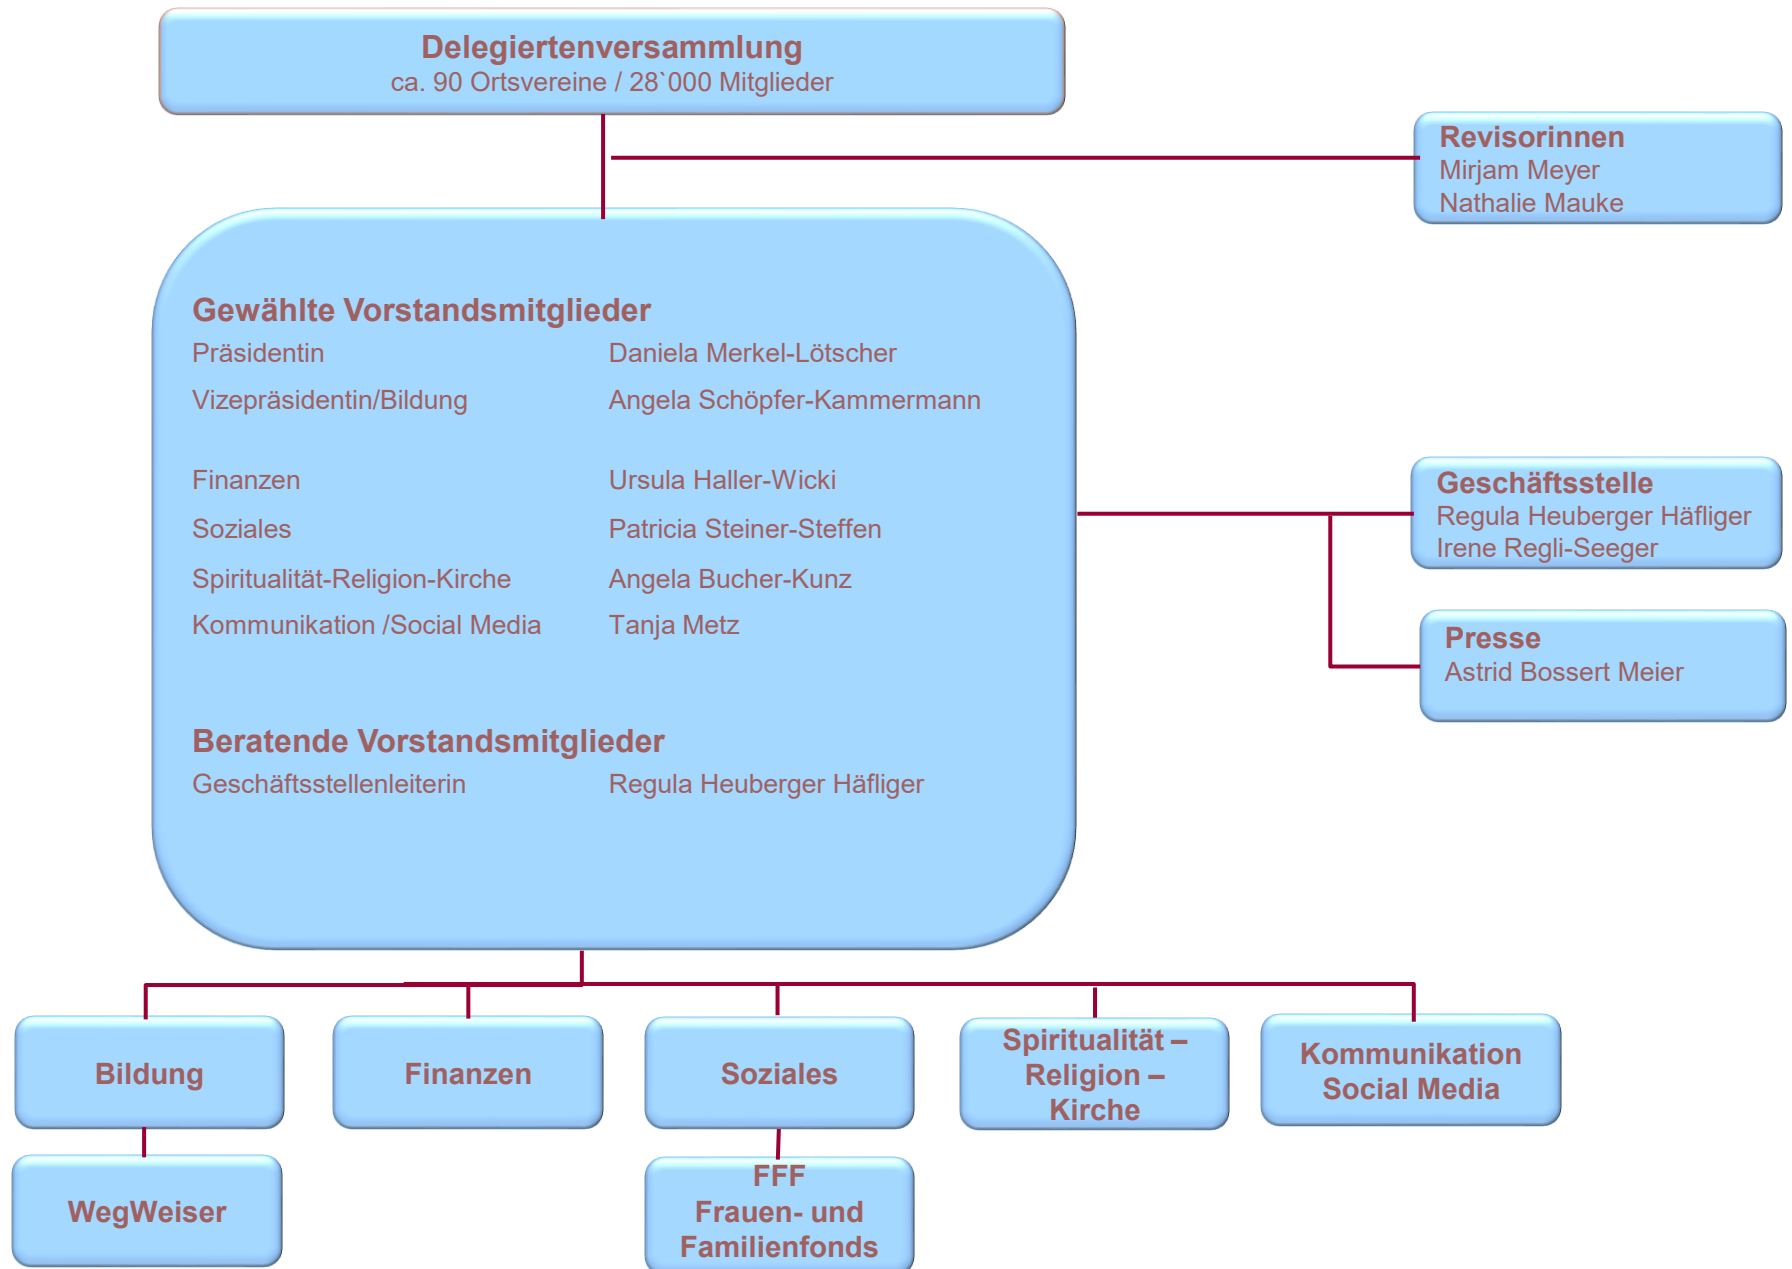 Delegiertenversammlung
ca. 90 Ortsvereine / 28`000 Mitglieder
Revisorinnen
Mirjam Meyer
Nathalie Mauke
Gewählte Vorstandsmitglieder
Präsidentin Daniela Merkel-Lötscher
Vizepräsidentin/Bildung Angela Schöpfer-Kammermann
Finanzen Ursula Haller-Wicki
Soziales Patricia Steiner-Steffen
Spiritualität-Religion-Kirche Angela Bucher-Kunz
Kommunikation /Social Media Tanja Metz
Beratende Vorstandsmitglieder
Geschäftsstellenleiterin Regula Heuberger Häfliger
Geschäftsstelle
Regula Heuberger Häfliger
Irene Regli-Seeger
Presse
Astrid Bossert Meier
Bildung
Finanzen
Soziales
Spiritualität –
Religion –
Kirche
Kommunikation
Social Media
WegWeiser
FFF
Frauen- und
Familienfonds